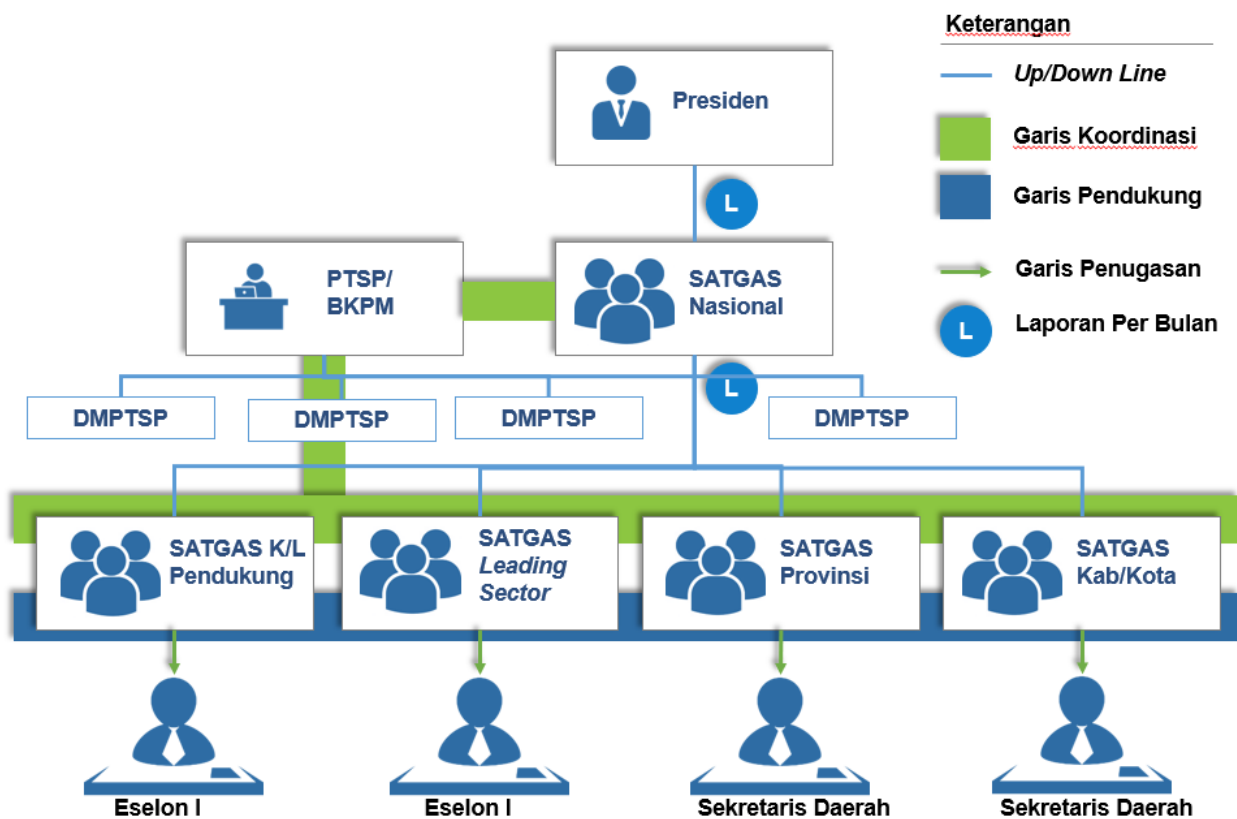 Keterangan
Up/Down Line
Garis Koordinasi
Garis Pendukung
Garis Penugasan
L
Laporan Per Bulan
Presiden
L
PTSP/
BKPM
SATGAS
Nasional
L
DMPTSP
DMPTSP
DMPTSP
DMPTSP
SATGAS K/L
Pendukung
SATGAS
Leading
Sector
SATGAS
Provinsi
SATGAS
Kab/Kota
Eselon I
Eselon I
Sekretaris Daerah
Sekretaris Daerah